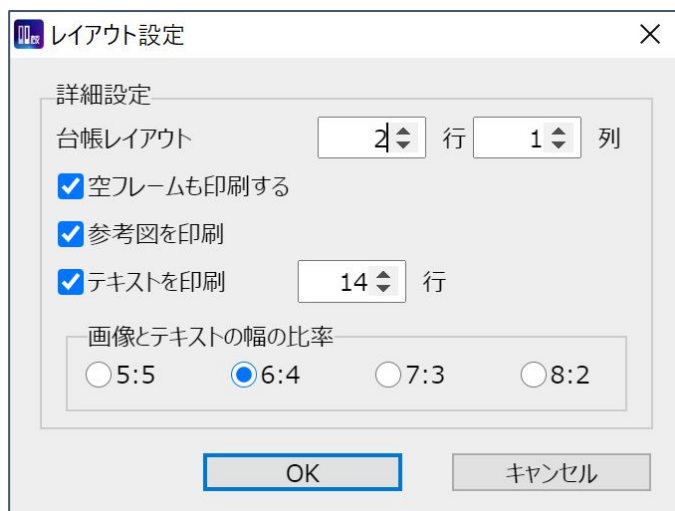 レイアウト設定
詳細設定
台帳レイアウト 2 行 1 列
空フレームも印刷する
参考図を印刷
テキストを印刷 14 行
画像とテキストの幅の比率
5:5 6:4 7:3 8:2
OK キャンセル